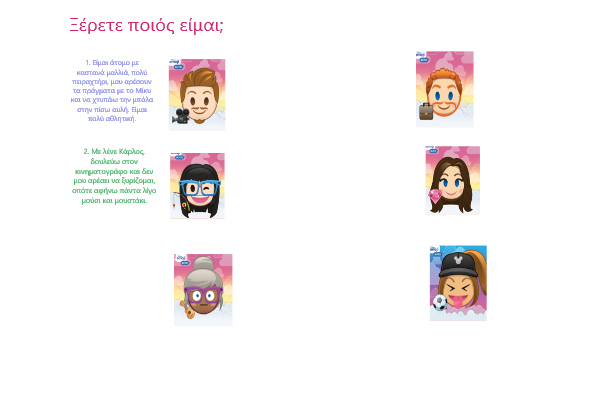 Ξέρετε ποιός είμαι;
1. Είμαι άτομο με
καστανά μαλλιά, πολύ
πειραχτήρι, μου αρέσουν
τα πράγματα με το Μίκυ
και να χτυπάω την μπάλα
στην πίσω αυλή. Είμαι
πολύ αθλητική.
2. Με λένε Κάρλος,
δουλεύω στον
κινηματογράφο και δεν
μου αρέσει να ξυρίζομαι,
οπότε αφήνω πάντα λίγο
μούσι και μουστάκι.